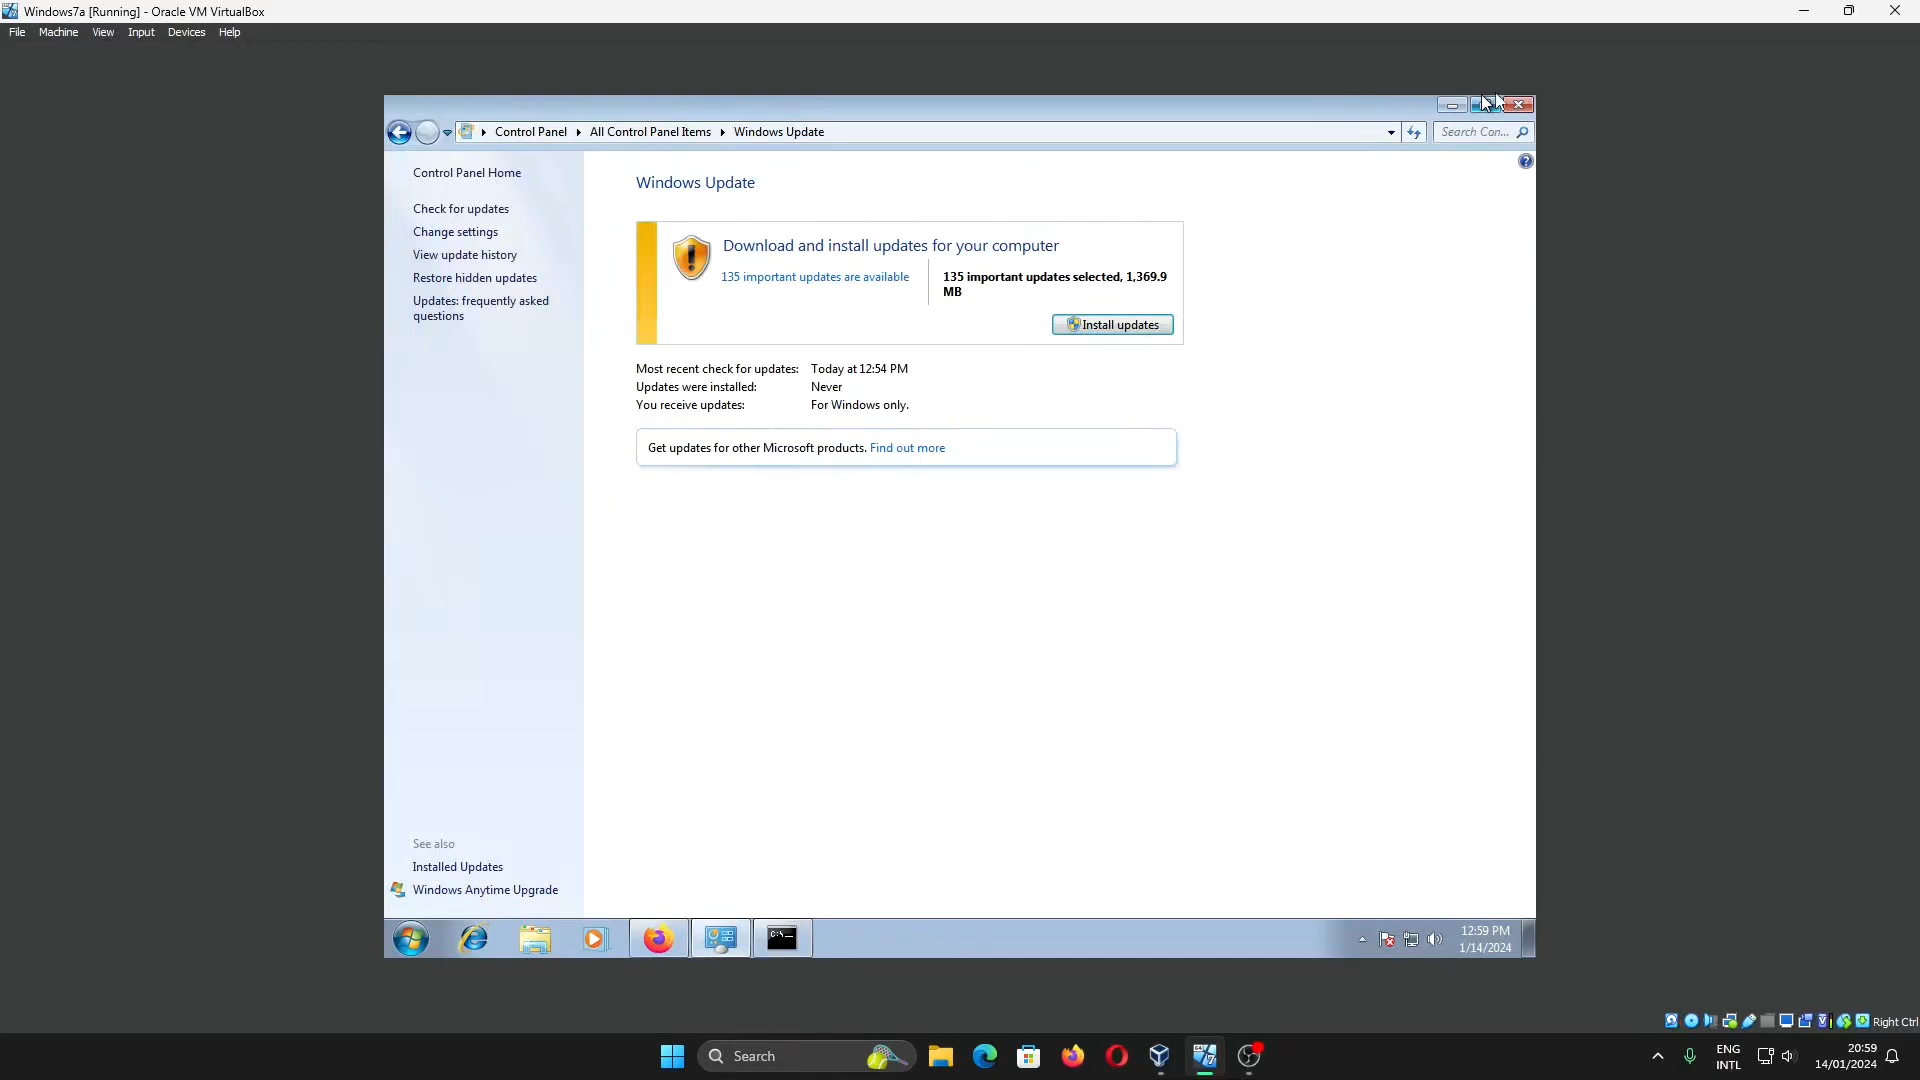 Windows7a [Running] - Oracle VM VirtualBox
File Machine View Input Devices Help
Control Panel All Control Panel Items Windows Update
Search Con...
Control Panel Home
Check for updates
Change settings
View update history
Restore hidden updates
Updates: frequently asked
questions
Windows Update
Download and install updates for your computer
135 important updates are available
135 important updates selected, 1,369.9
MB
Install updates
Most recent check for updates: Today at 12:54 PM
Updates were installed: Never
You receive updates: For Windows only.
Get updates for other Microsoft products. Find out more
See also
Installed Updates
Windows Anytime Upgrade
12:59 PM
1/14/2024
Right Ctrl
Search
ENG
INTL
20:59
14/01/2024